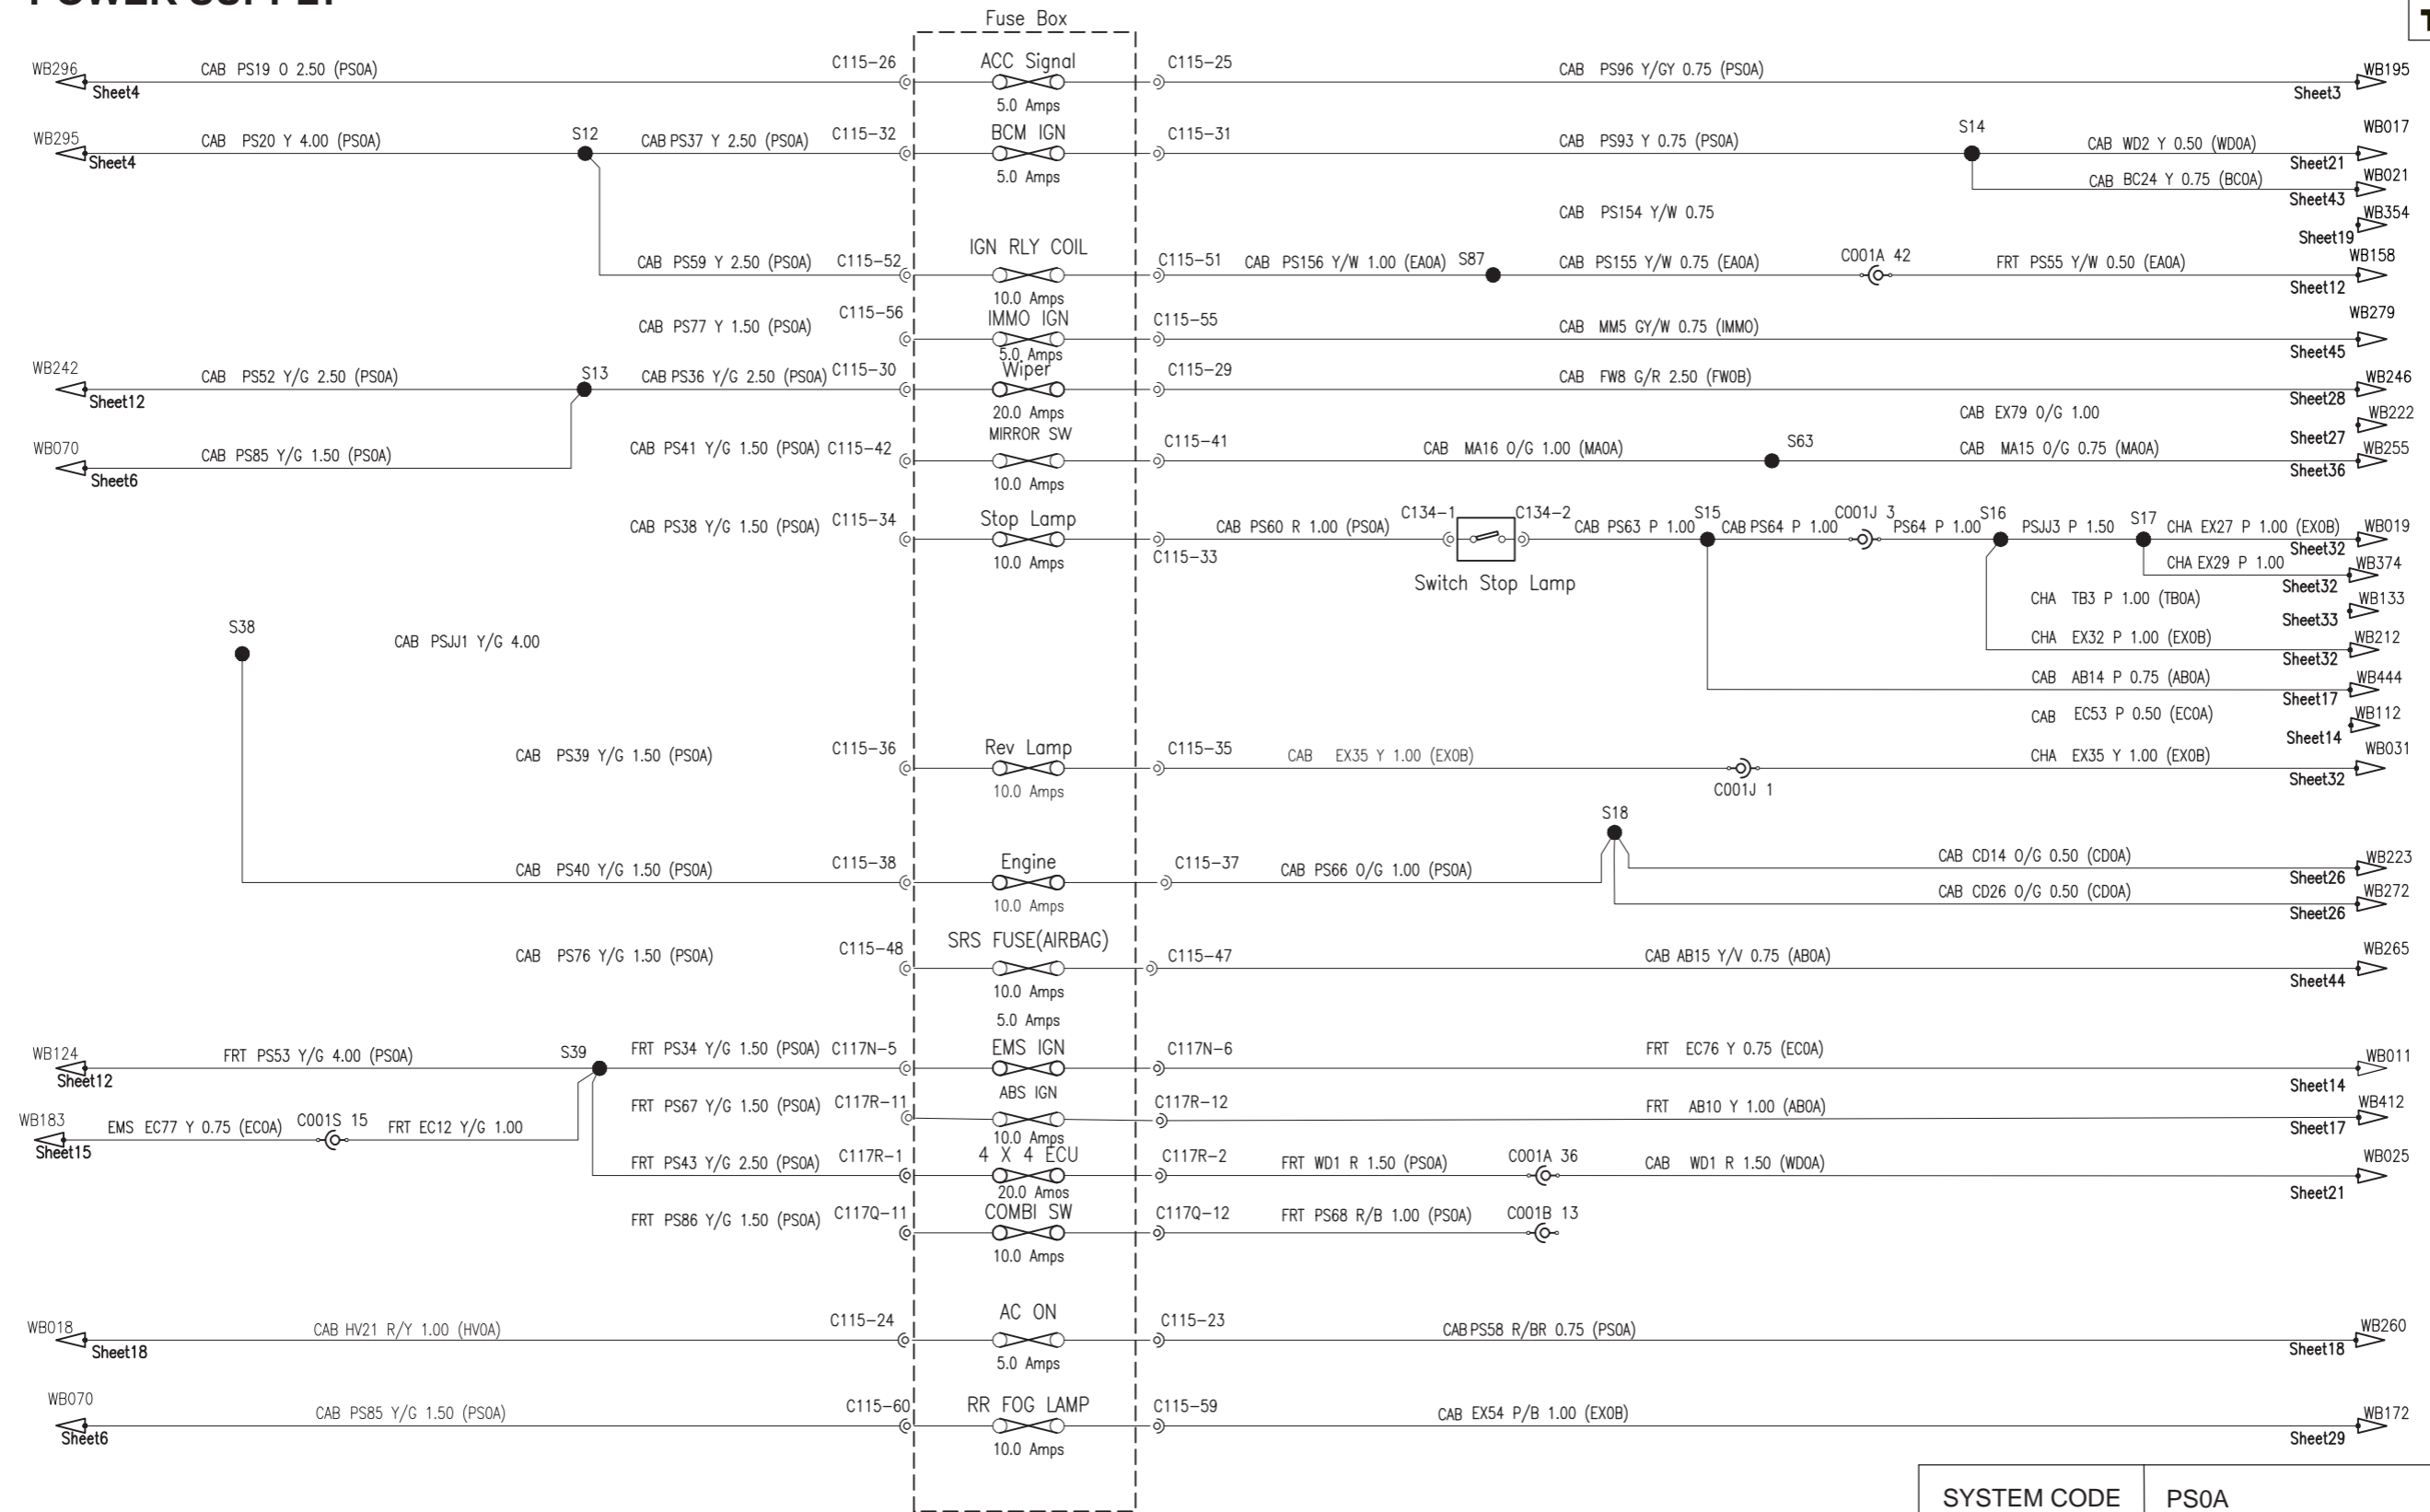 Fuse Box
WB296 CAB PS19 O 2.50 (PS0A) C115-26 ACC Signal C115-25 CAB PS96 Y/GY 0.75 (PS0A) WB195
Sheet4 5.0 Amps Sheet3
WB295 CAB PS20 Y 4.00 (PS0A) S12 CAB PS37 Y 2.50 (PS0A) C115-32 BCM IGN C115-31 CAB PS93 Y 0.75 (PS0A) S14 CAB WD2 Y 0.50 (WD0A) WB017
Sheet4 5.0 Amps Sheet21
CAB BC24 Y 0.75 (BC0A) WB021
Sheet43
CAB PS154 Y/W 0.75 WB354
Sheet19
CAB PS59 Y 2.50 (PS0A) C115-52 IGN RLY COIL C115-51 CAB PS156 Y/W 1.00 (EA0A) S87 CAB PS155 Y/W 0.75 (EA0A) C001A 42 FRT PS55 Y/W 0.50 (EA0A) WB158
10.0 Amps Sheet12
CAB PS77 Y 1.50 (PS0A) C115-56 IMMO IGN C115-55 CAB MM5 GY/W 0.75 (IMMO) WB279
5.0 Amps Sheet45
WB242 CAB PS52 Y/G 2.50 (PS0A) S13 CAB PS36 Y/G 2.50 (PS0A) C115-30 Wiper C115-29 CAB FW8 G/R 2.50 (FW0B) WB246
Sheet12 20.0 Amps Sheet28
CAB EX79 O/G 1.00 WB222
Sheet27
WB070 CAB PS85 Y/G 1.50 (PS0A) CAB PS41 Y/G 1.50 (PS0A) C115-42 MIRROR SW C115-41 CAB MA16 O/G 1.00 (MA0A) S63 CAB MA15 O/G 0.75 (MA0A) WB255
Sheet6 10.0 Amps Sheet36
CAB PS38 Y/G 1.50 (PS0A) C115-34 Stop Lamp C115-33 CAB PS60 R 1.00 (PS0A) C134-1 C134-2 CAB PS63 P 1.00 S15 CAB PS64 P 1.00 C001J 3 PS64 P 1.00 S16 PSJJ3 P 1.50 S17 CHA EX27 P 1.00 (EX0B) WB019
10.0 Amps Switch Stop Lamp Sheet32
CHA EX29 P 1.00 WB374
Sheet32
CHA TB3 P 1.00 (TB0A) WB133
Sheet33
S38 CAB PSJJ1 Y/G 4.00 CHA EX32 P 1.00 (EX0B) WB212
Sheet32
CAB AB14 P 0.75 (AB0A) WB444
Sheet17
CAB EC53 P 0.50 (EC0A) WB112
Sheet14
CAB PS39 Y/G 1.50 (PS0A) C115-36 Rev Lamp C115-35 CAB EX35 Y 1.00 (EX0B) C001J 1 CHA EX35 Y 1.00 (EX0B) WB031
10.0 Amps Sheet32
S18
CAB PS40 Y/G 1.50 (PS0A) C115-38 Engine C115-37 CAB PS66 O/G 1.00 (PS0A) CAB CD14 O/G 0.50 (CD0A) WB223
10.0 Amps Sheet26
CAB CD26 O/G 0.50 (CD0A) WB272
Sheet26
CAB PS76 Y/G 1.50 (PS0A) C115-48 SRS FUSE(AIRBAG) C115-47 CAB AB15 Y/V 0.75 (AB0A) WB265
10.0 Amps Sheet44
5.0 Amps
WB124 FRT PS53 Y/G 4.00 (PS0A) S39 FRT PS34 Y/G 1.50 (PS0A) C117N-5 EMS IGN C117N-6 FRT EC76 Y 0.75 (EC0A) WB011
Sheet12 Sheet14
FRT PS67 Y/G 1.50 (PS0A) C117R-11 ABS IGN C117R-12 FRT AB10 Y 1.00 (AB0A) WB412
10.0 Amps Sheet17
WB183 EMS EC77 Y 0.75 (EC0A) C001S 15 FRT EC12 Y/G 1.00
Sheet15
FRT PS43 Y/G 2.50 (PS0A) C117R-1 4 X 4 ECU C117R-2 FRT WD1 R 1.50 (PS0A) C001A 36 CAB WD1 R 1.50 (WD0A) WB025
20.0 Amos Sheet21
FRT PS86 Y/G 1.50 (PS0A) C117Q-11 COMBI SW C117Q-12 FRT PS68 R/B 1.00 (PS0A) C001B 13
10.0 Amps
WB018 CAB HV21 R/Y 1.00 (HV0A) C115-24 AC ON C115-23 CAB PS58 R/BR 0.75 (PS0A) WB260
Sheet18 5.0 Amps Sheet18
WB070 CAB PS85 Y/G 1.50 (PS0A) C115-60 RR FOG LAMP C115-59 CAB EX54 P/B 1.00 (EX0B) WB172
Sheet6 10.0 Amps Sheet29
SYSTEM CODE PS0A